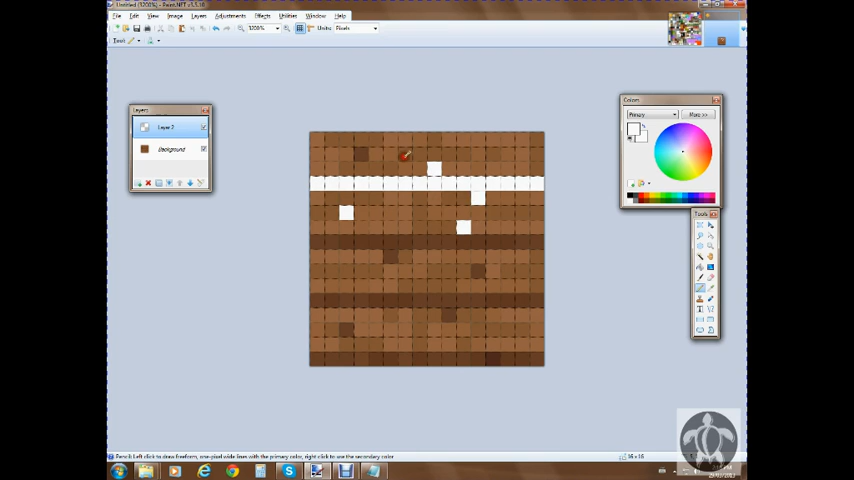 Untitled (1200%) - Paint.NET v3.5.10
File Edit View Image Layers Adjustments Effects Utilities Window Help
1200% Units: Pixels
Tool:
Layers
Layer 2
Background
Colors
Primary
More >>
Tools
Pencil: Left click to draw freeform, one-pixel wide lines with the primary color, right click to use the secondary color
16 x 16